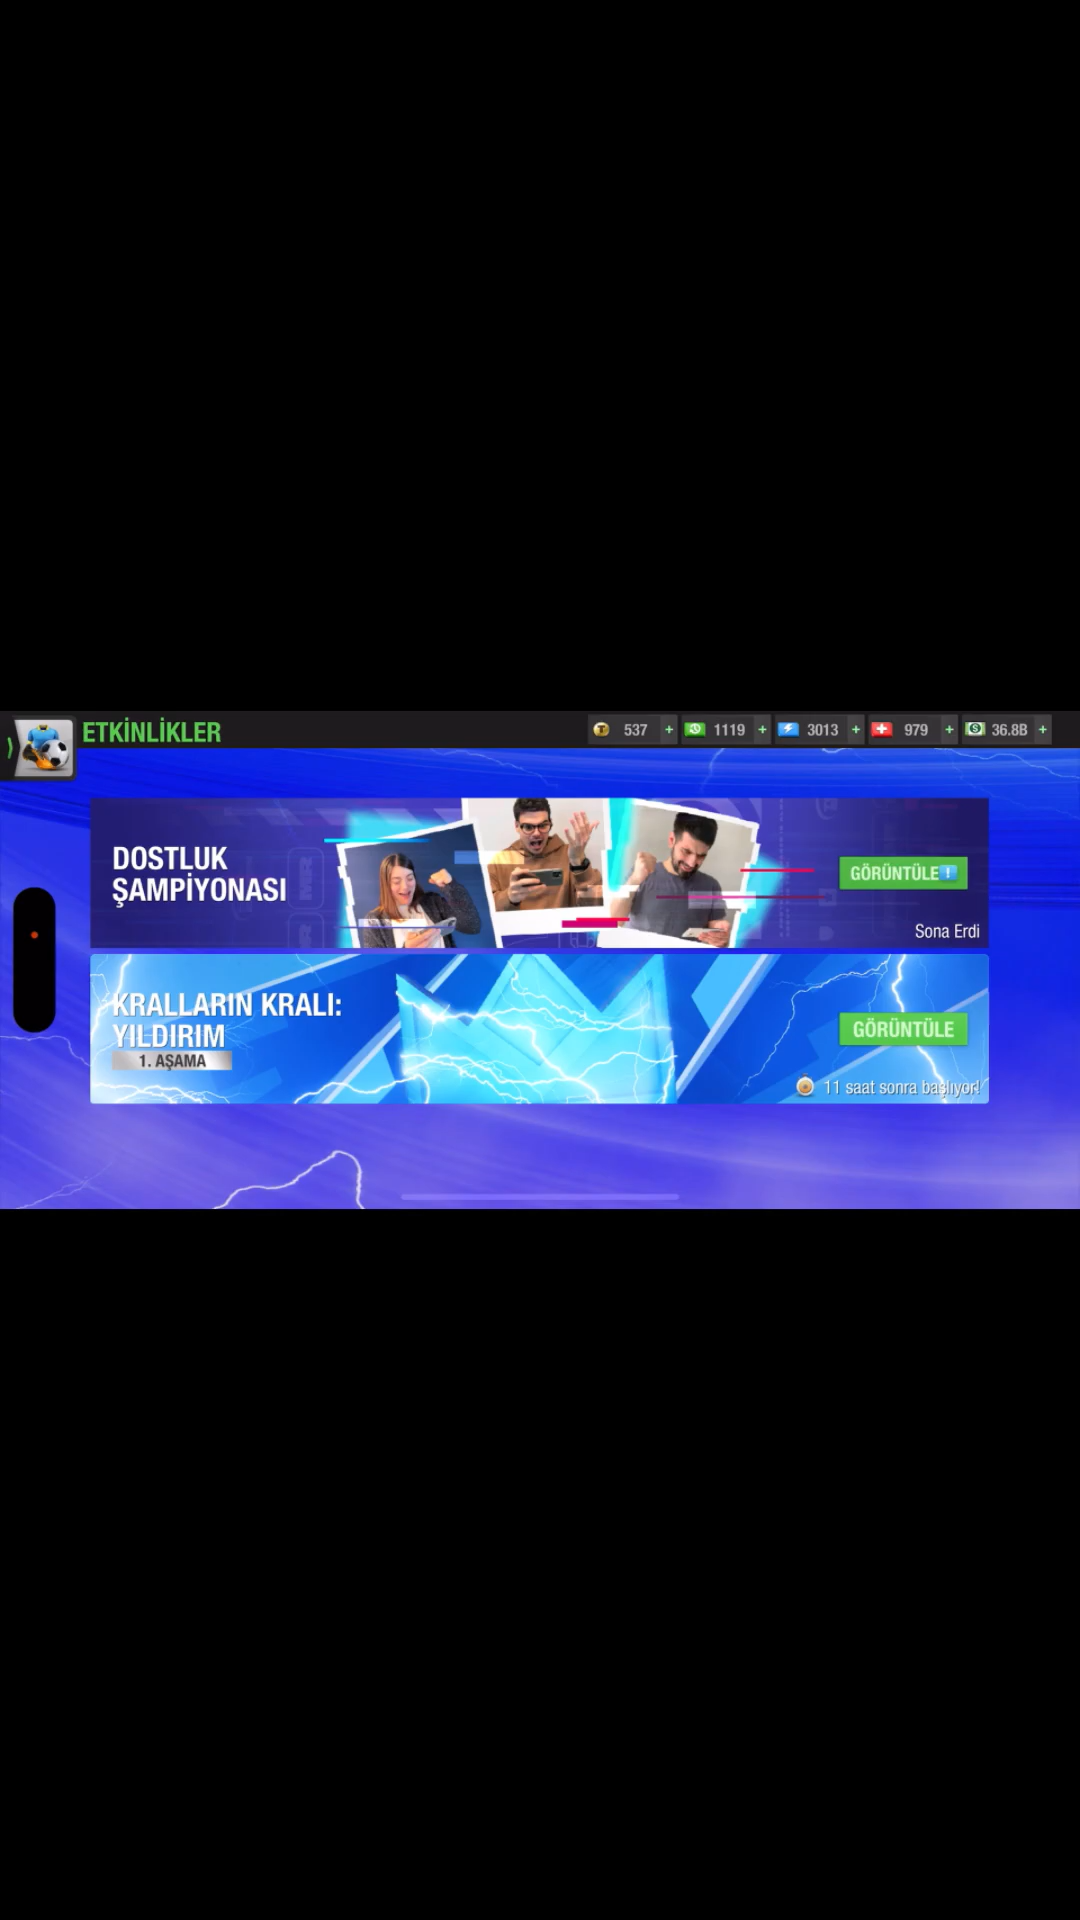 ETKİNLİKLER
537 + 1119 + 3013 + 979 + 36.8B +
DOSTLUK
ŞAMPİYONASI
GÖRÜNTÜLE !
Sona Erdi
KRALLARIN KRALI:
YILDIRIM
1. AŞAMA
GÖRÜNTÜLE
11 saat sonra başlıyor!